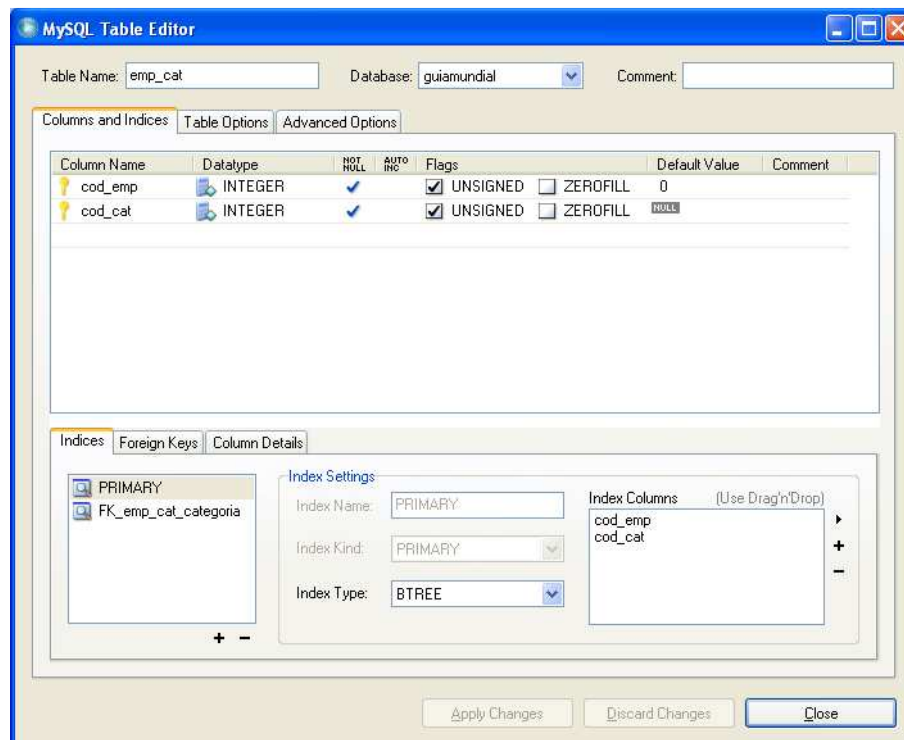 MySQL Table Editor
Table Name: emp_cat Database: guiamundial Comment:
Columns and Indices Table Options Advanced Options
Column Name Datatype NOT NULL AUTO INC Flags Default Value Comment
cod_emp INTEGER UNSIGNED ZEROFILL 0
cod_cat INTEGER UNSIGNED ZEROFILL NULL
Indices Foreign Keys Column Details
PRIMARY
FK_emp_cat_categoria
Index Settings
Index Name: PRIMARY
Index Kind: PRIMARY
Index Type: BTREE
Index Columns (Use Drag'n'Drop)
cod_emp
cod_cat
Apply Changes Discard Changes Close